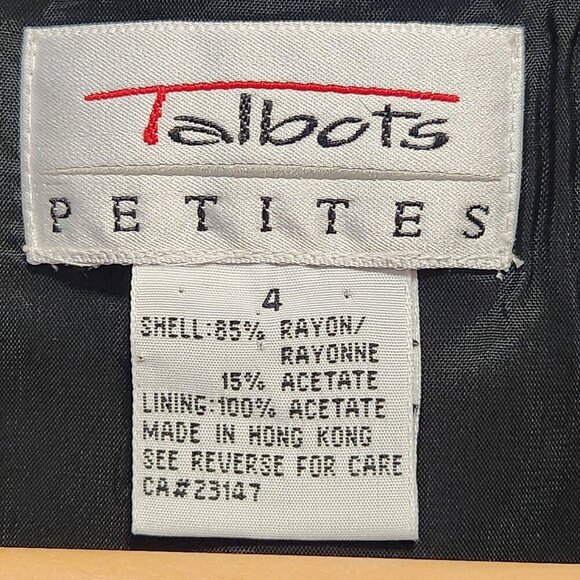 Talbots
PETITES
4
SHELL:85% RAYON/
RAYONNE
15% ACETATE
LINING:100% ACETATE
MADE IN HONG KONG
SEE REVERSE FOR CARE
CA#23147